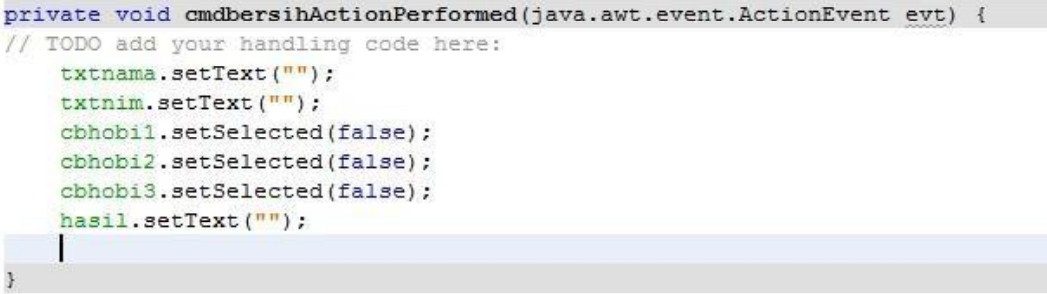 private void cmdbersihActionPerformed(java.awt.event.ActionEvent evt) {
// TODO add your handling code here:
    txtnama.setText("");
    txtnim.setText("");
    cbhobi1.setSelected(false);
    cbhobi2.setSelected(false);
    cbhobi3.setSelected(false);
    hasil.setText("");
}